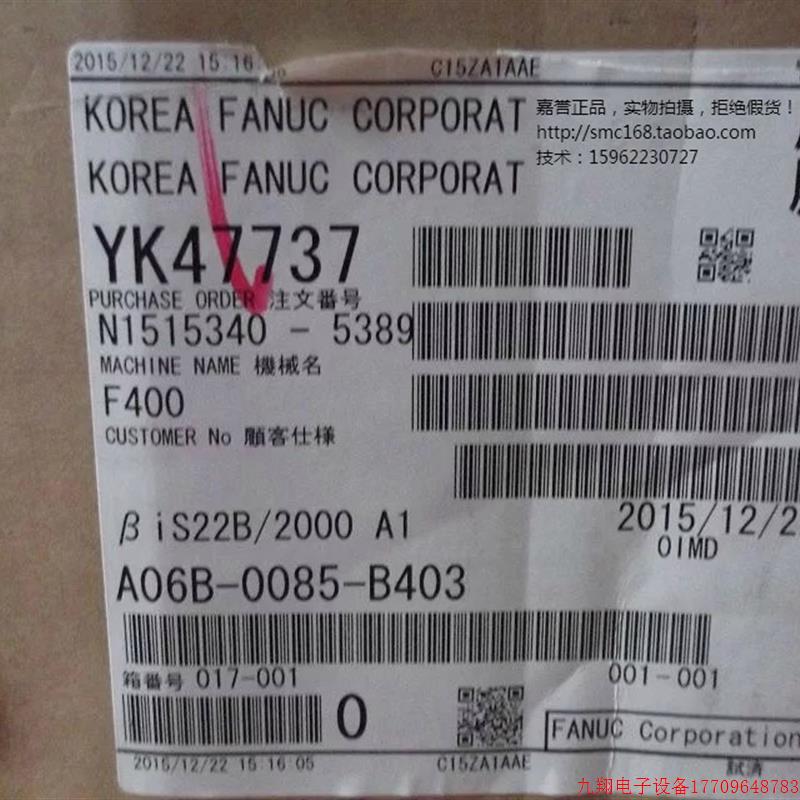 2015/12/22 15:16 C15ZA1AAE
KOREA FANUC CORPORAT
嘉誉正品，实物拍摄，拒绝假货！
http://smc168.taobao.com
技术：15962230727
KOREA FANUC CORPORAT
YK47737
PURCHASE ORDER 注文番号
N1515340 - 5389
MACHINE NAME 機械名
F400
CUSTOMER No 顧客仕様
βiS22B/2000 A1
2015/12/2
OIMD
A06B-0085-B403
箱番号 017-001 001-001
0
FANUC Corporation
2015/12/22 15:16:05 C15ZA1AAE
試済
九翔电子设备17709648783